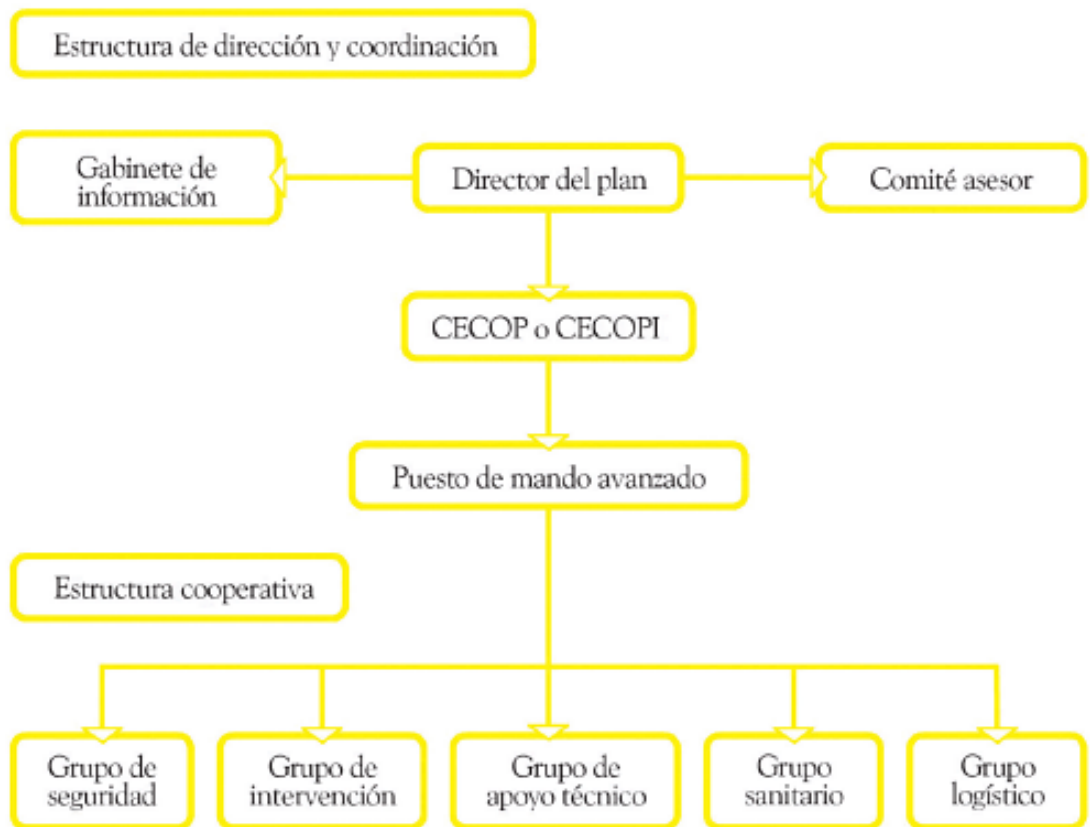 Estructura de dirección y coordinación
Gabinete de
información
Director del plan
Comité asesor
CECOP o CECOPI
Puesto de mando avanzado
Estructura cooperativa
Grupo de
seguridad
Grupo de
intervención
Grupo de
apoyo técnico
Grupo
sanitario
Grupo
logístico